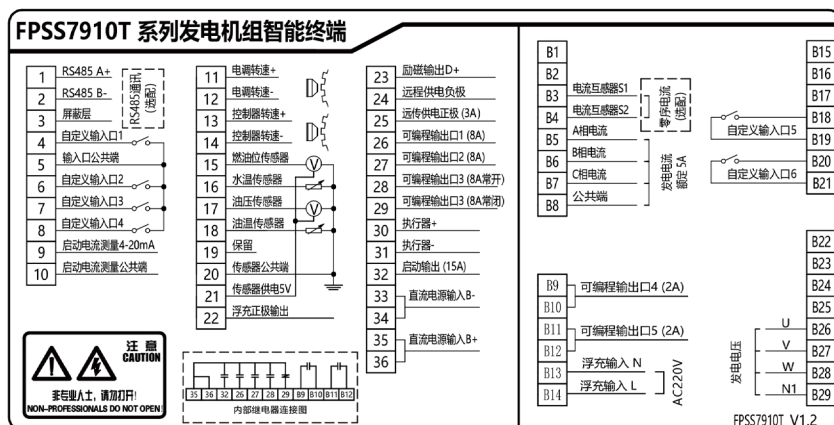 FPSS7910T 系列发电机组智能终端
1 RS485 A+
2 RS485 B-
3 屏蔽层
RS485通讯
(选配)
4 自定义输入口1
5 输入口公共端
6 自定义输入口2
7 自定义输入口3
8 自定义输入口4
9 启动电流测量4-20mA
10 启动电流测量公共端
注 意
CAUTION
非专业人士，请勿打开!
NON-PROFESSIONALS DO NOT OPEN!
11 电调转速+
12 电调转速-
13 控制器转速+
14 控制器转速-
15 燃油位传感器
V
16 水温传感器
17 油压传感器
V
18 油温传感器
19 保留
20 传感器公共端
21 传感器供电5V
22 浮充正极输出
35 36 32 26 27 28 29 B9 B10 B11 B12
内部继电器连接图
23 励磁输出D+
24 远程供电负极
25 远传供电正极 (3A)
26 可编程输出口1 (8A)
27 可编程输出口2 (8A)
28 可编程输出口3 (8A常开)
29 可编程输出口3 (8A常闭)
30 执行器+
31 执行器-
32 启动输出 (15A)
33 直流电源输入B-
34
35 直流电源输入B+
36
B1
B2
B3 电流互感器S1
B4 电流互感器S2
零序电流
(选配)
B5 A相电流
B6 B相电流
B7 C相电流
B8 公共端
发电电流
额定 5A
B9 可编程输出口4 (2A)
B10
B11 可编程输出口5 (2A)
B12
B13 浮充输入 N
B14 浮充输入 L
AC220V
B15
B16
B17
B18
自定义输入口5
B19
B20
自定义输入口6
B21
B22
B23
B24
B25
发电电压
U B26
V B27
W B28
N1 B29
FPSS7910T V1.2